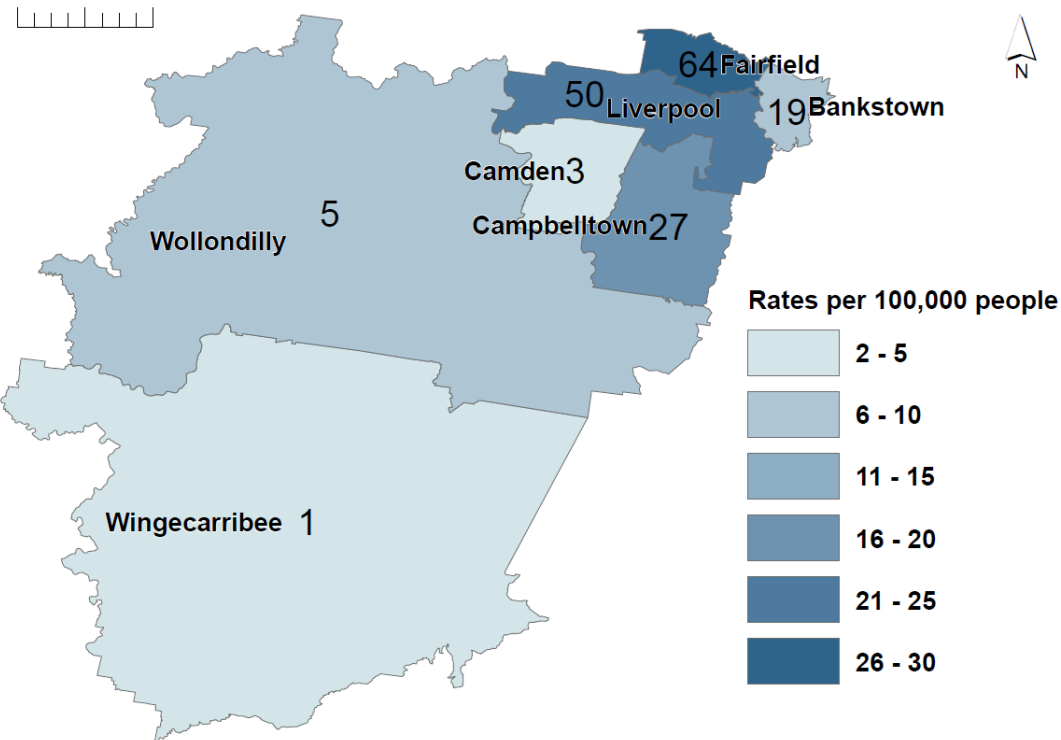 N
64 Fairfield
50 Liverpool
19 Bankstown
Camden 3
5
Wollondilly
Campbelltown 27
Wingecarribee 1
Rates per 100,000 people
2 - 5
6 - 10
11 - 15
16 - 20
21 - 25
26 - 30